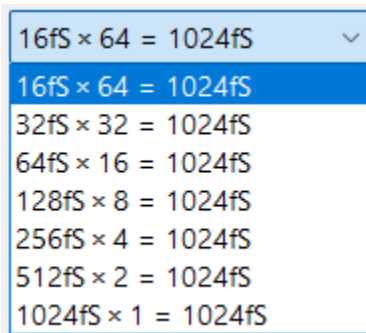 16fS × 64 = 1024fS
16fS × 64 = 1024fS
32fS × 32 = 1024fS
64fS × 16 = 1024fS
128fS × 8 = 1024fS
256fS × 4 = 1024fS
512fS × 2 = 1024fS
1024fS × 1 = 1024fS